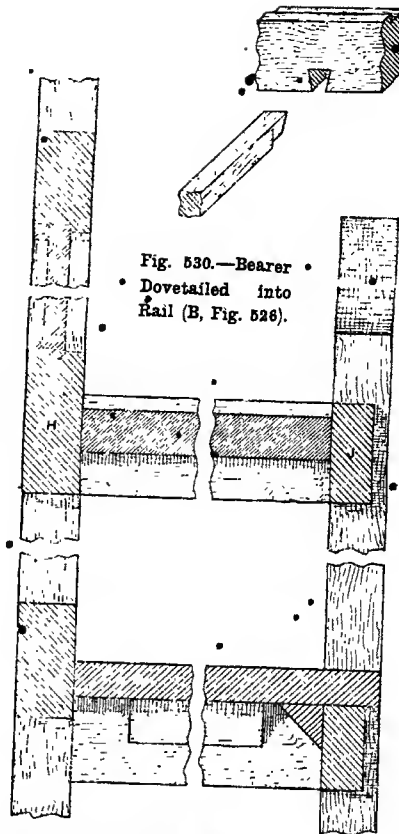 Fig. 530.—Bearer
Dovetailed into
Rail (B, Fig. 526).
H
J